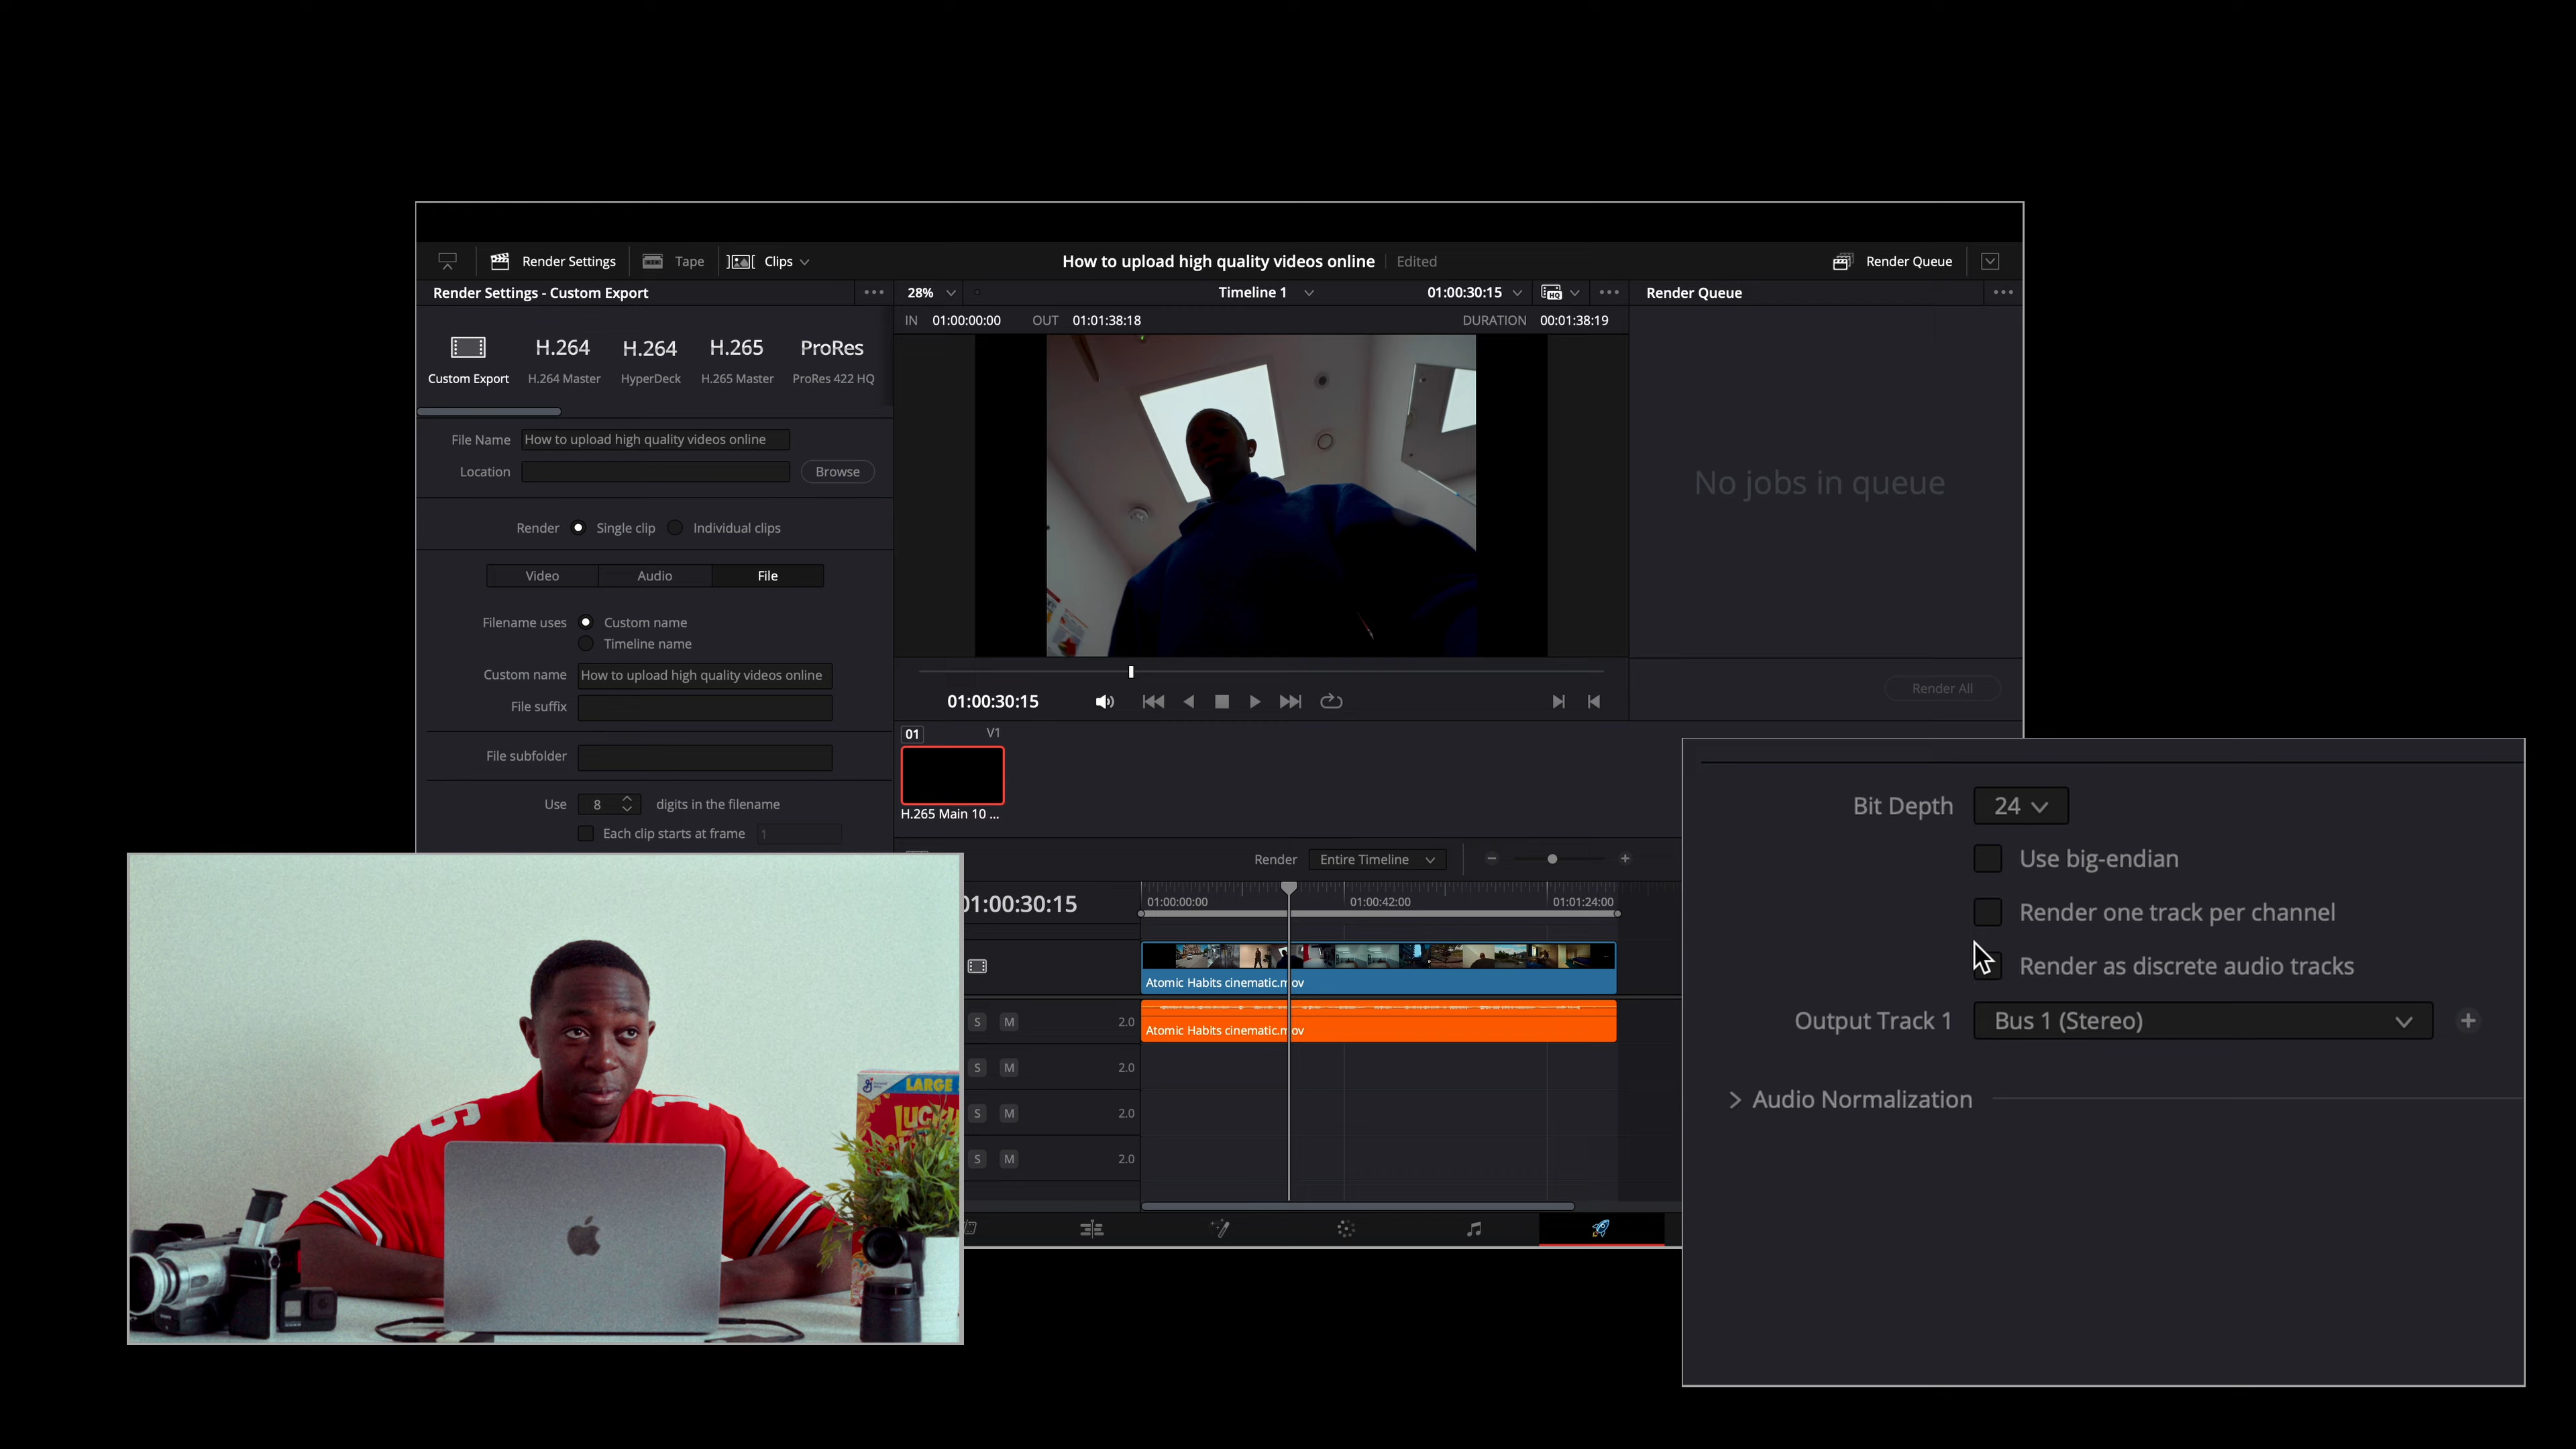 Render Settings
Tape
Clips
How to upload high quality videos online
Edited
Render Queue
Render Settings - Custom Export
28%
Timeline 1
01:00:30:15
HQ
Render Queue
IN 01:00:00:00 OUT 01:01:38:18
DURATION 00:01:38:19
H.264 H.264 H.265 ProRes
Custom Export H.264 Master HyperDeck H.265 Master ProRes 422 HQ
File Name How to upload high quality videos online
Location Browse
No jobs in queue
Render Single clip Individual clips
Video Audio File
Filename uses Custom name
Timeline name
Custom name How to upload high quality videos online
File suffix
File subfolder
Use 8 digits in the filename
Each clip starts at frame 1
01:00:30:15
Render All
01 V1
H.265 Main 10 ...
Render Entire Timeline
01:00:30:15
01:00:00:00 01:00:42:00 01:01:24:00
Atomic Habits cinematic.mov
S M 2.0
Atomic Habits cinematic.mov
S M 2.0
S M 2.0
S M 2.0
Bit Depth 24
Use big-endian
Render one track per channel
Render as discrete audio tracks
Output Track 1 Bus 1 (Stereo)
Audio Normalization
LARGE